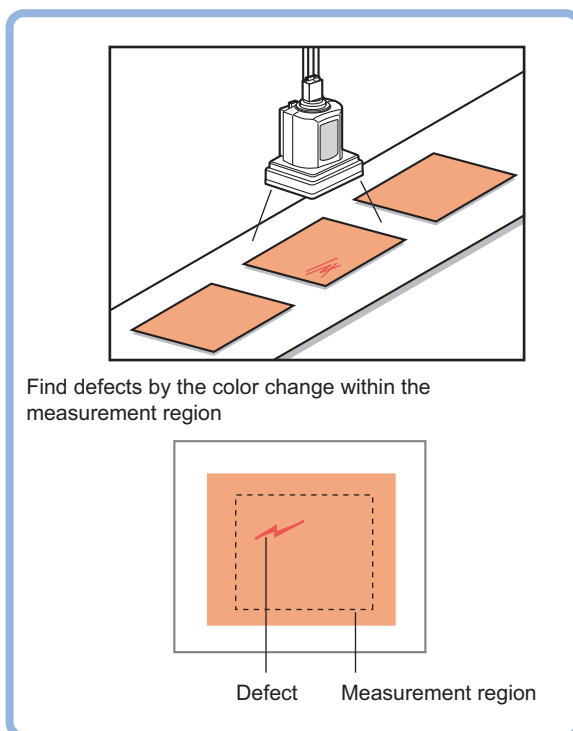 Find defects by the color change within the
measurement region
Defect
Measurement region